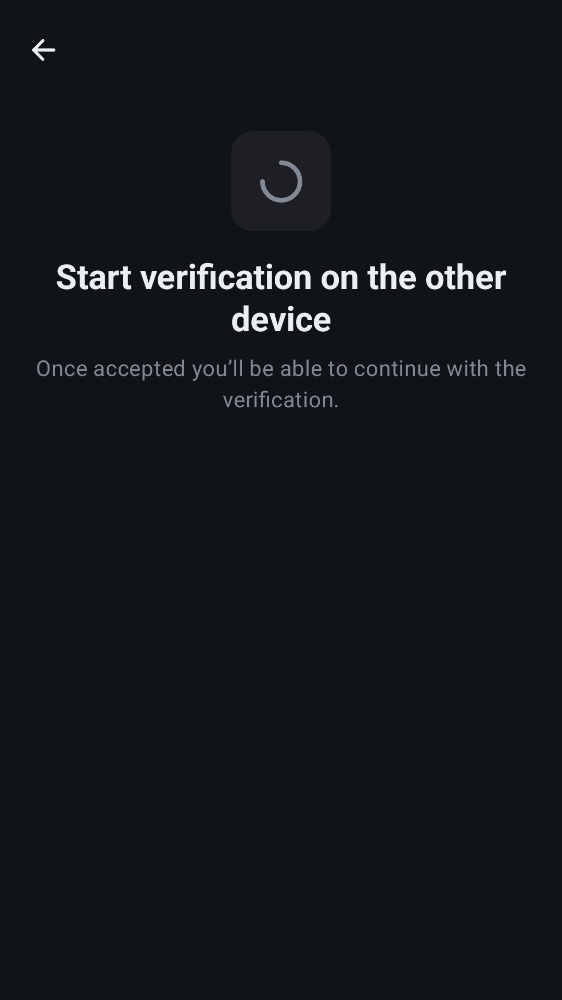 Start verification on the other
device
Once accepted you’ll be able to continue with the
verification.